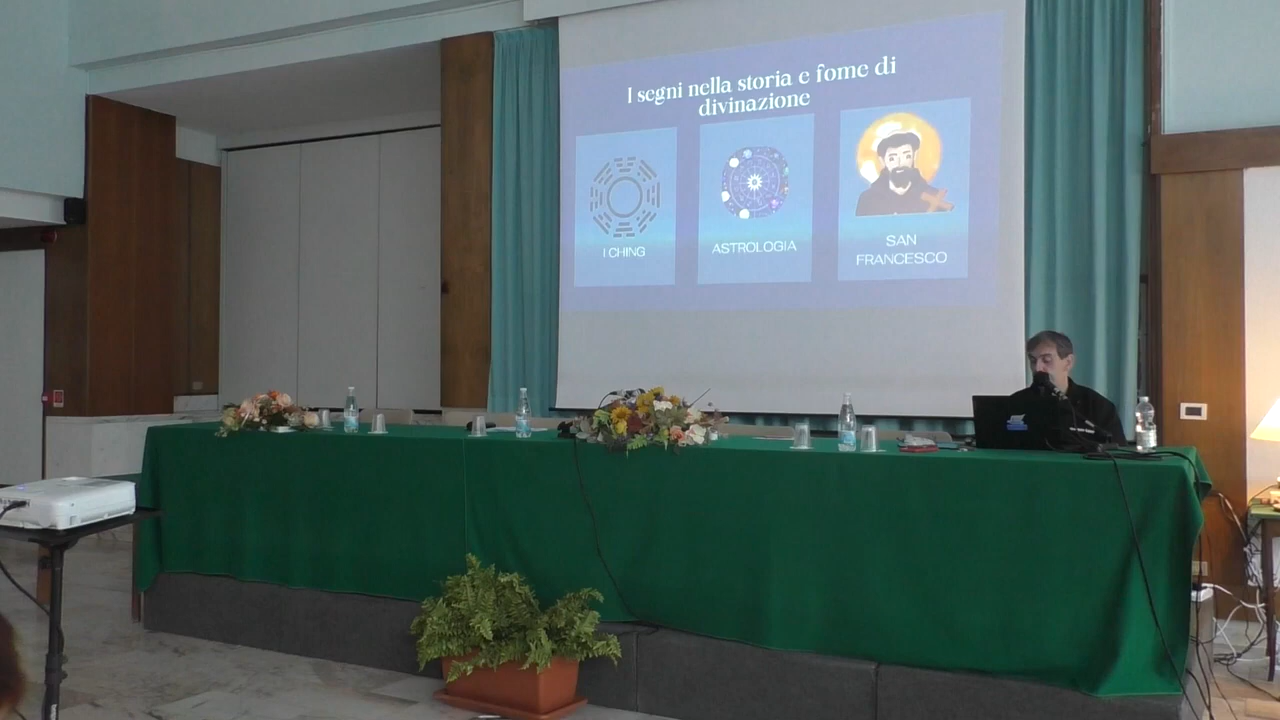 I segni nella storia e fome di
divinazione
I CHING
ASTROLOGIA
SAN
FRANCESCO